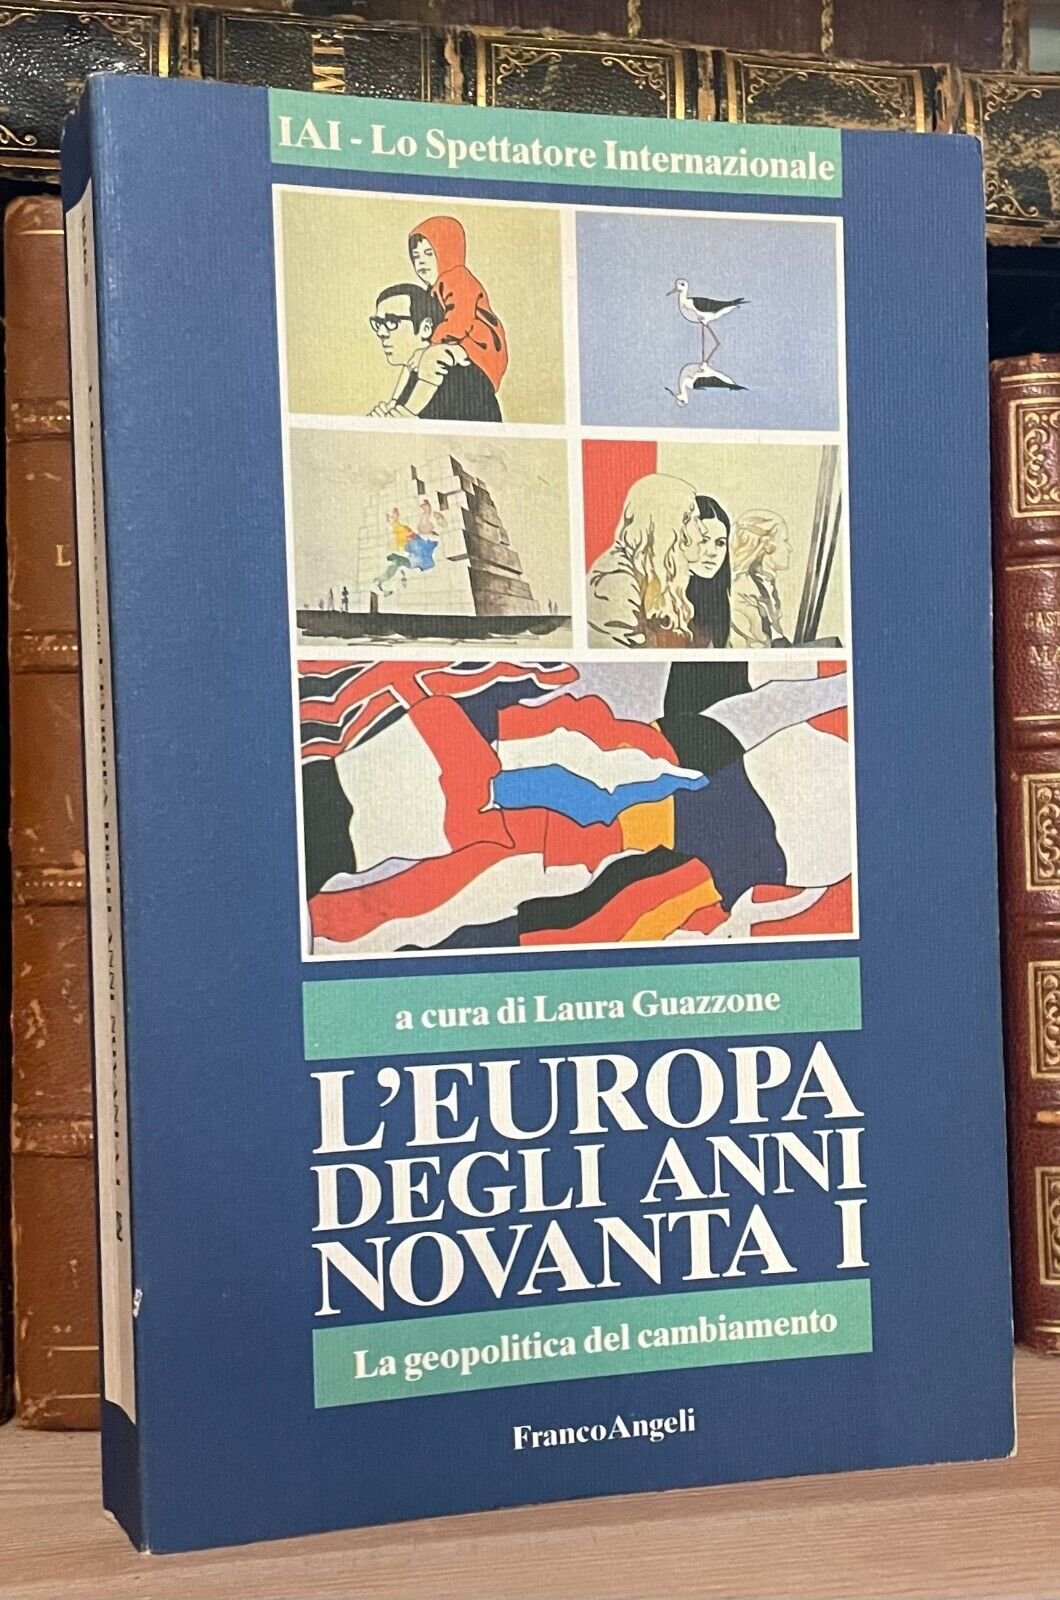 IAI - Lo Spettatore Internazionale
a cura di Laura Guazzone
L'EUROPA
DEGLI ANNI
NOVANTA I
La geopolitica del cambiamento
FrancoAngeli